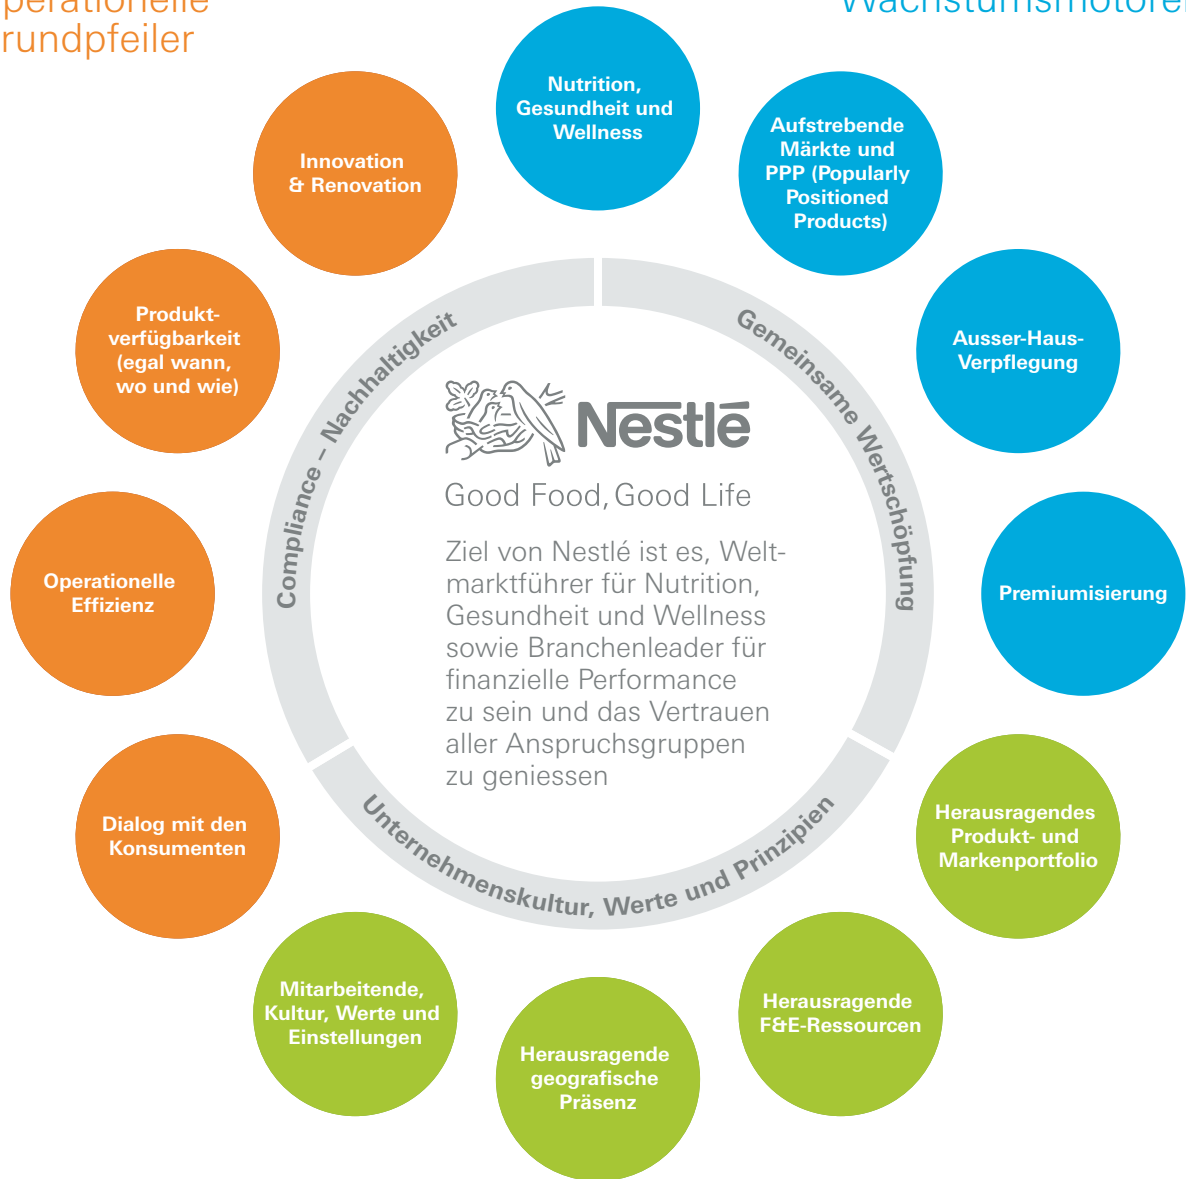 perationelle
rundpfeiler
Wachstumsmotore
Nutrition,
Gesundheit und
Wellness
Aufstrebende
Märkte und
PPP (Popularly
Positioned
Products)
Ausser-Haus-
Verpflegung
Premiumisierung
Herausragendes
Produkt- und
Markenportfolio
Herausragende
F&E-Ressourcen
Herausragende
geografische
Präsenz
Mitarbeitende,
Kultur, Werte und
Einstellungen
Dialog mit den
Konsumenten
Operationelle
Effizienz
Produkt-
verfügbarkeit
(egal wann,
wo und wie)
Innovation
& Renovation
Compliance – Nachhaltigkeit
Gemeinsame Wertschöpfung
Unternehmenskultur, Werte und Prinzipien
Nestlé
Good Food, Good Life
Ziel von Nestlé ist es, Welt-
marktführer für Nutrition,
Gesundheit und Wellness
sowie Branchenleader für
finanzielle Performance
zu sein und das Vertrauen
aller Anspruchsgruppen
zu geniessen